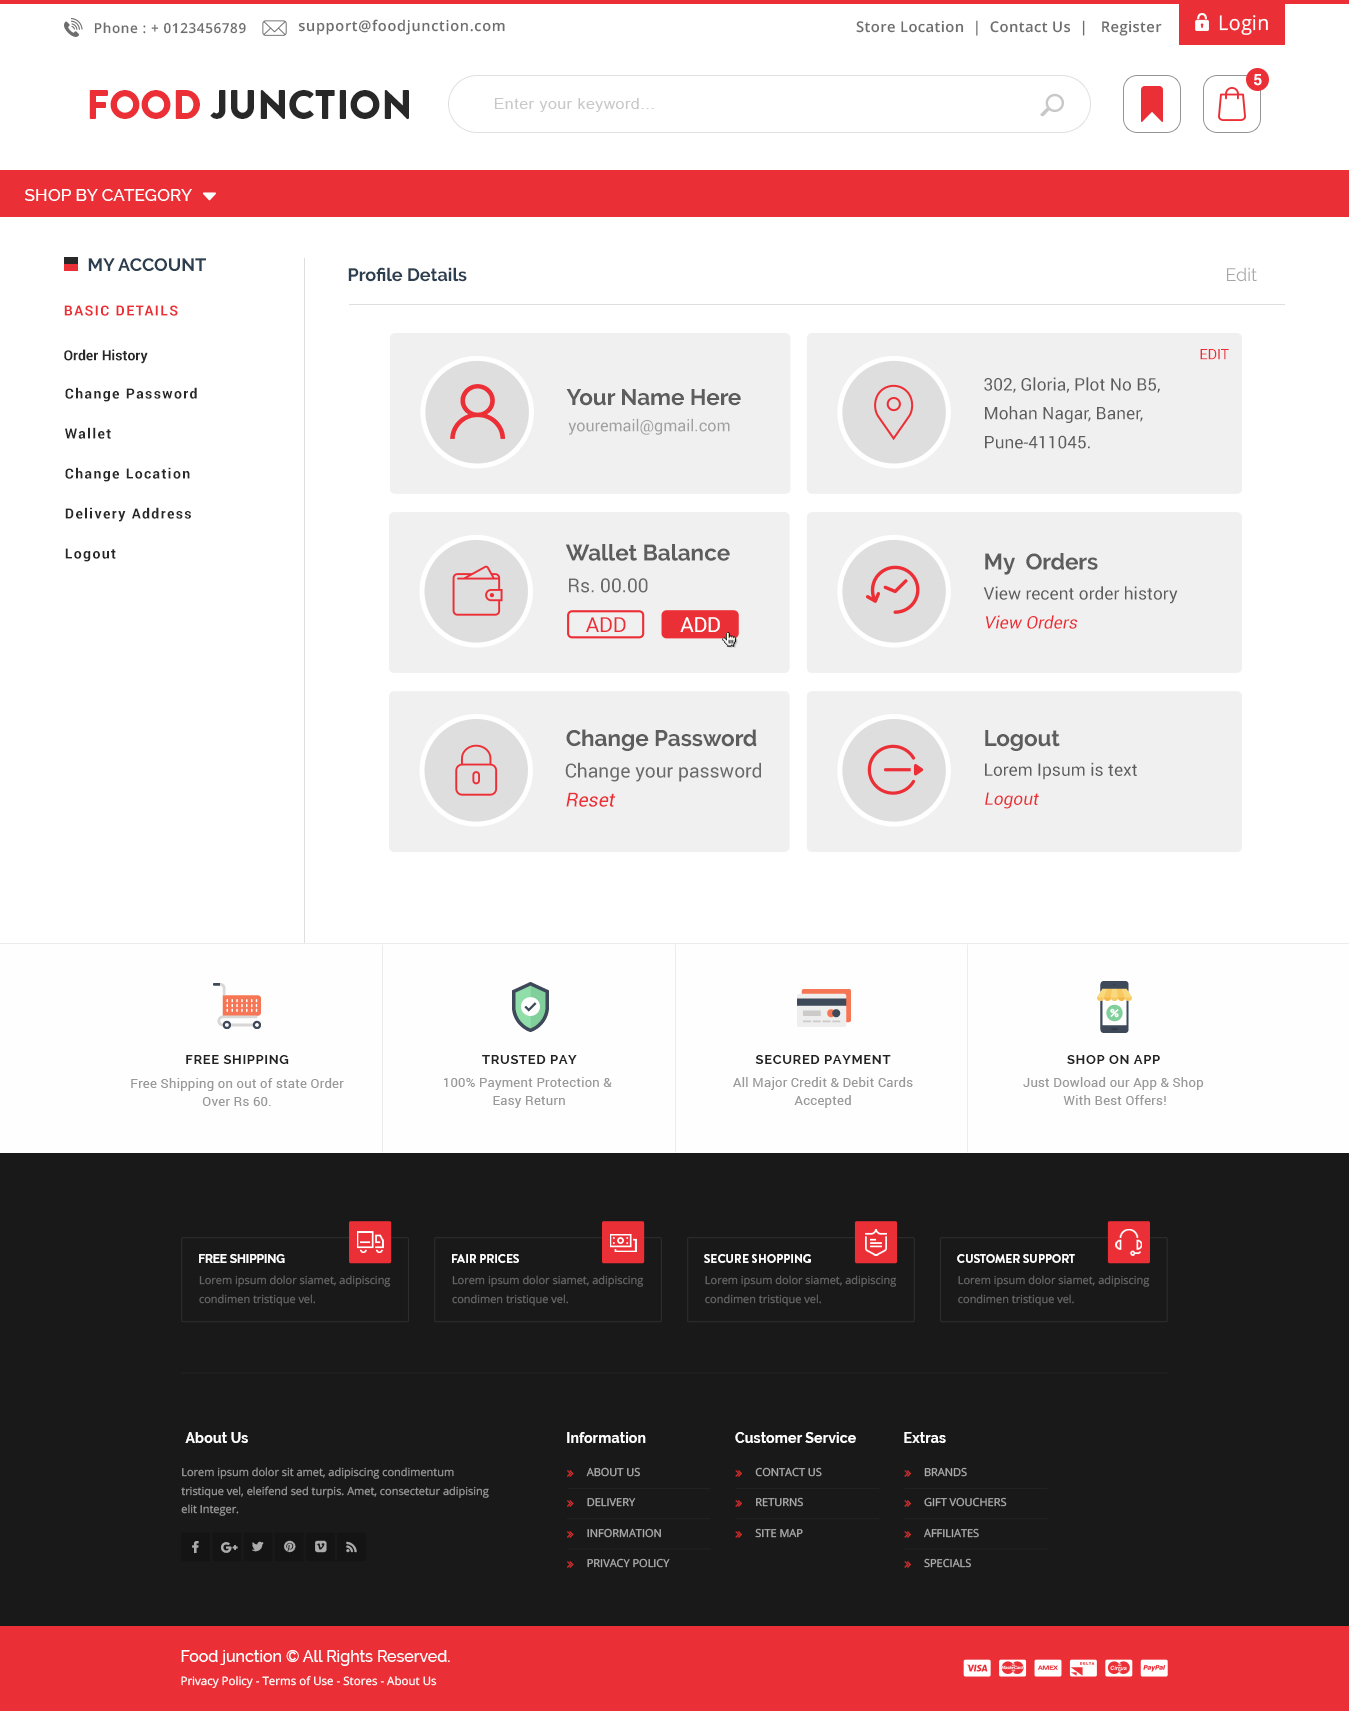 Phone : + 0123456789
support@foodjunction.com
Store Location | Contact Us | Register
Login
FOOD JUNCTION
Enter your keyword...
5
SHOP BY CATEGORY
MY ACCOUNT
BASIC DETAILS
Order History
Change Password
Wallet
Change Location
Delivery Address
Logout
Profile Details
Edit
Your Name Here
youremail@gmail.com
EDIT
302, Gloria, Plot No B5,
Mohan Nagar, Baner,
Pune-411045.
Wallet Balance
Rs. 00.00
ADD
ADD
My Orders
View recent order history
View Orders
Change Password
Change your password
Reset
Logout
Lorem Ipsum is text
Logout
FREE SHIPPING
Free Shipping on out of state Order
Over Rs 60.
TRUSTED PAY
100% Payment Protection &
Easy Return
SECURED PAYMENT
All Major Credit & Debit Cards
Accepted
SHOP ON APP
Just Dowload our App & Shop
With Best Offers!
FREE SHIPPING
Lorem ipsum dolor siamet, adipiscing
condimen tristique vel.
FAIR PRICES
Lorem ipsum dolor siamet, adipiscing
condimen tristique vel.
SECURE SHOPPING
Lorem ipsum dolor siamet, adipiscing
condimen tristique vel.
CUSTOMER SUPPORT
Lorem ipsum dolor siamet, adipiscing
condimen tristique vel.
About Us
Lorem ipsum dolor sit amet, adipiscing condimentum
tristique vel, eleifend sed turpis. Amet, consectetur adipising
elit Integer.
Information
ABOUT US
DELIVERY
INFORMATION
PRIVACY POLICY
Customer Service
CONTACT US
RETURNS
SITE MAP
Extras
BRANDS
GIFT VOUCHERS
AFFILIATES
SPECIALS
Food junction © All Rights Reserved.
Privacy Policy - Terms of Use - Stores - About Us
VISA
MasterCard
AMEX
DELTA
Cirrus
PayPal